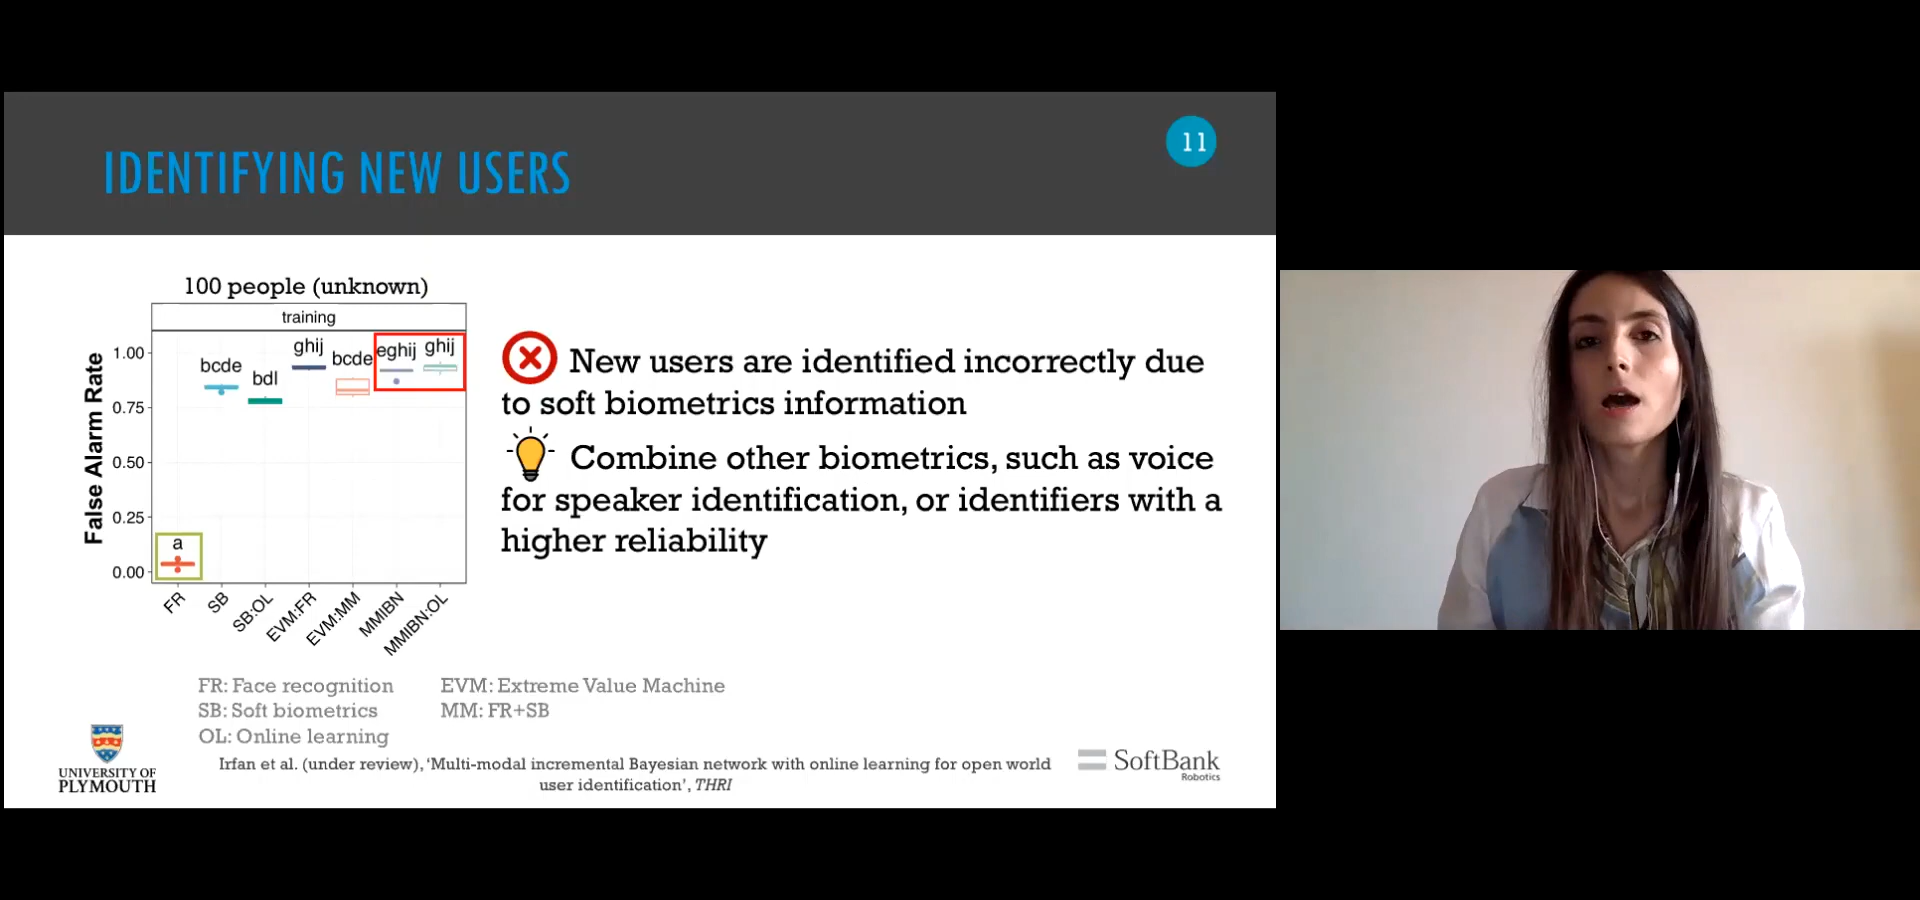 IDENTIFYING NEW USERS
11
100 people (unknown)
training
False Alarm Rate
1.00
0.75
0.50
0.25
0.00
a
bcde
bdl
ghij
bcde
eghij
ghij
FR
SB
SB:OL
EVM:FR
EVM:MM
MMIBN
MMIBN:OL
New users are identified incorrectly due
to soft biometrics information
Combine other biometrics, such as voice
for speaker identification, or identifiers with a
higher reliability
FR: Face recognition
SB: Soft biometrics
OL: Online learning
EVM: Extreme Value Machine
MM: FR+SB
Irfan et al. (under review), ‘Multi-modal incremental Bayesian network with online learning for open world
user identification’, THRI
UNIVERSITY OF
PLYMOUTH
SoftBank
Robotics